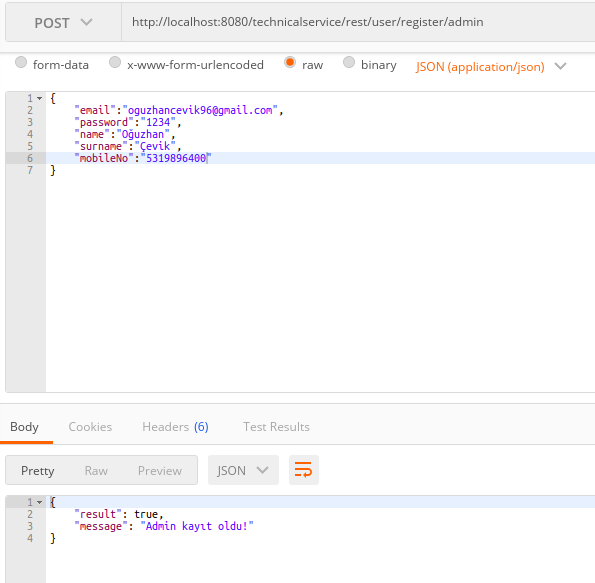 POST http://localhost:8080/technicalservice/rest/user/register/admin
form-data x-www-form-urlencoded raw binary JSON (application/json)
1 {
2 "email":"oguzhancevik96@gmail.com",
3 "password":"1234",
4 "name":"Oğuzhan",
5 "surname":"Çevik",
6 "mobileNo":"5319896400"
7 }
Body Cookies Headers (6) Test Results
Pretty Raw Preview JSON
1 {
2 "result": true,
3 "message": "Admin kayıt oldu!"
4 }